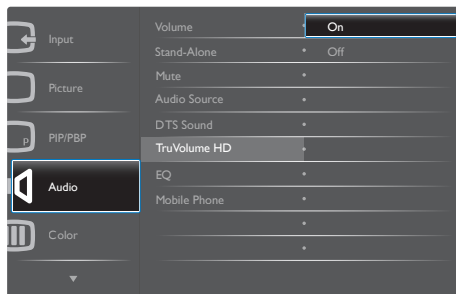 Input
Picture
P PIP/PBP
Audio
Color
Volume
Stand-Alone
Mute
Audio Source
DTS Sound
TruVolume HD
EQ
Mobile Phone
On
Off